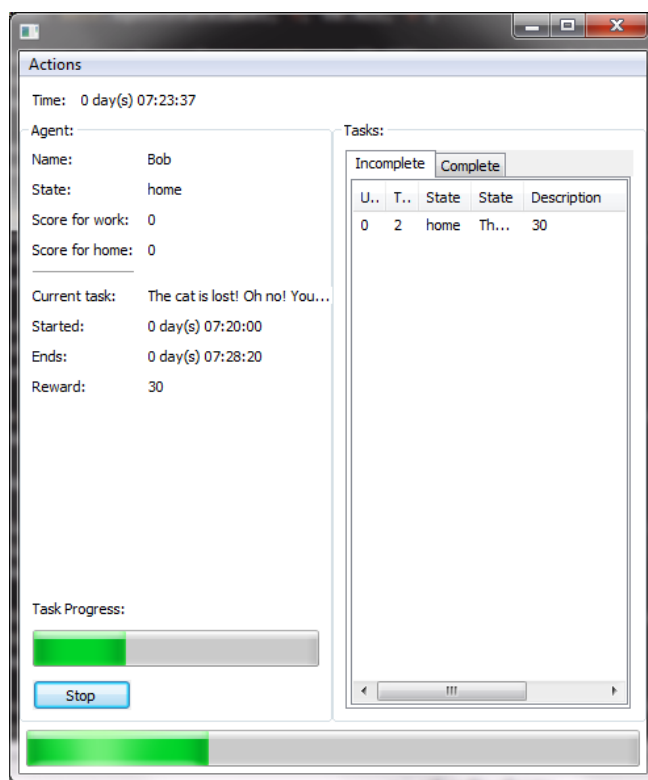 Actions
Time: 0 day(s) 07:23:37
Agent:
Name: Bob
State: home
Score for work: 0
Score for home: 0
Current task: The cat is lost! Oh no! You...
Started: 0 day(s) 07:20:00
Ends: 0 day(s) 07:28:20
Reward: 30
Task Progress:
Stop
Tasks:
Incomplete Complete
U.. T.. State State Description
0 2 home Th... 30